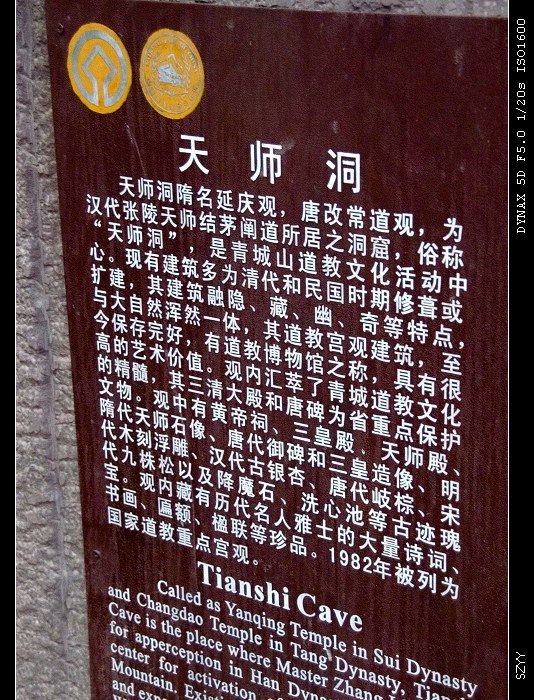 天师洞
天师洞隋名延庆观，唐改常道观，为
汉代张陵天师结茅阐道所居之洞窟，俗称
“天师洞”，是青城山道教文化活动中
心。现有建筑多为清代和民国时期修葺或
扩建，其建筑融隐、藏、幽、奇等特点，
与大自然浑然一体，其道教宫观建筑，至
今保存完好，有道教博物馆之称，具有很
高的艺术价值。观内汇萃了青城道教文化
的精髓，其三清大殿和唐碑为省重点保护
文物。观中有黄帝祠、三皇殿、天师殿、
隋代天师石像、唐代御碑和三皇造像、明
代木刻浮雕、汉代古银杏、唐代岐棕、宋
代九株松以及降魔石、洗心池等古迹瑰
宝。观内藏有历代名人雅士的大量诗词、
书画、匾额、楹联等珍品。1982年被列为
国家道教重点宫观。
Tianshi Cave
Called as Yanqing Temple in Sui Dynasty
and Changdao Temple in Tang Dynasty, Tian
Cave is the place where Master Zhan
for apperception in Han Dyna
center for activation
Mountain. Exist
and exp
DYNAX 5D F5.0 1/20s ISO1600
SZYY